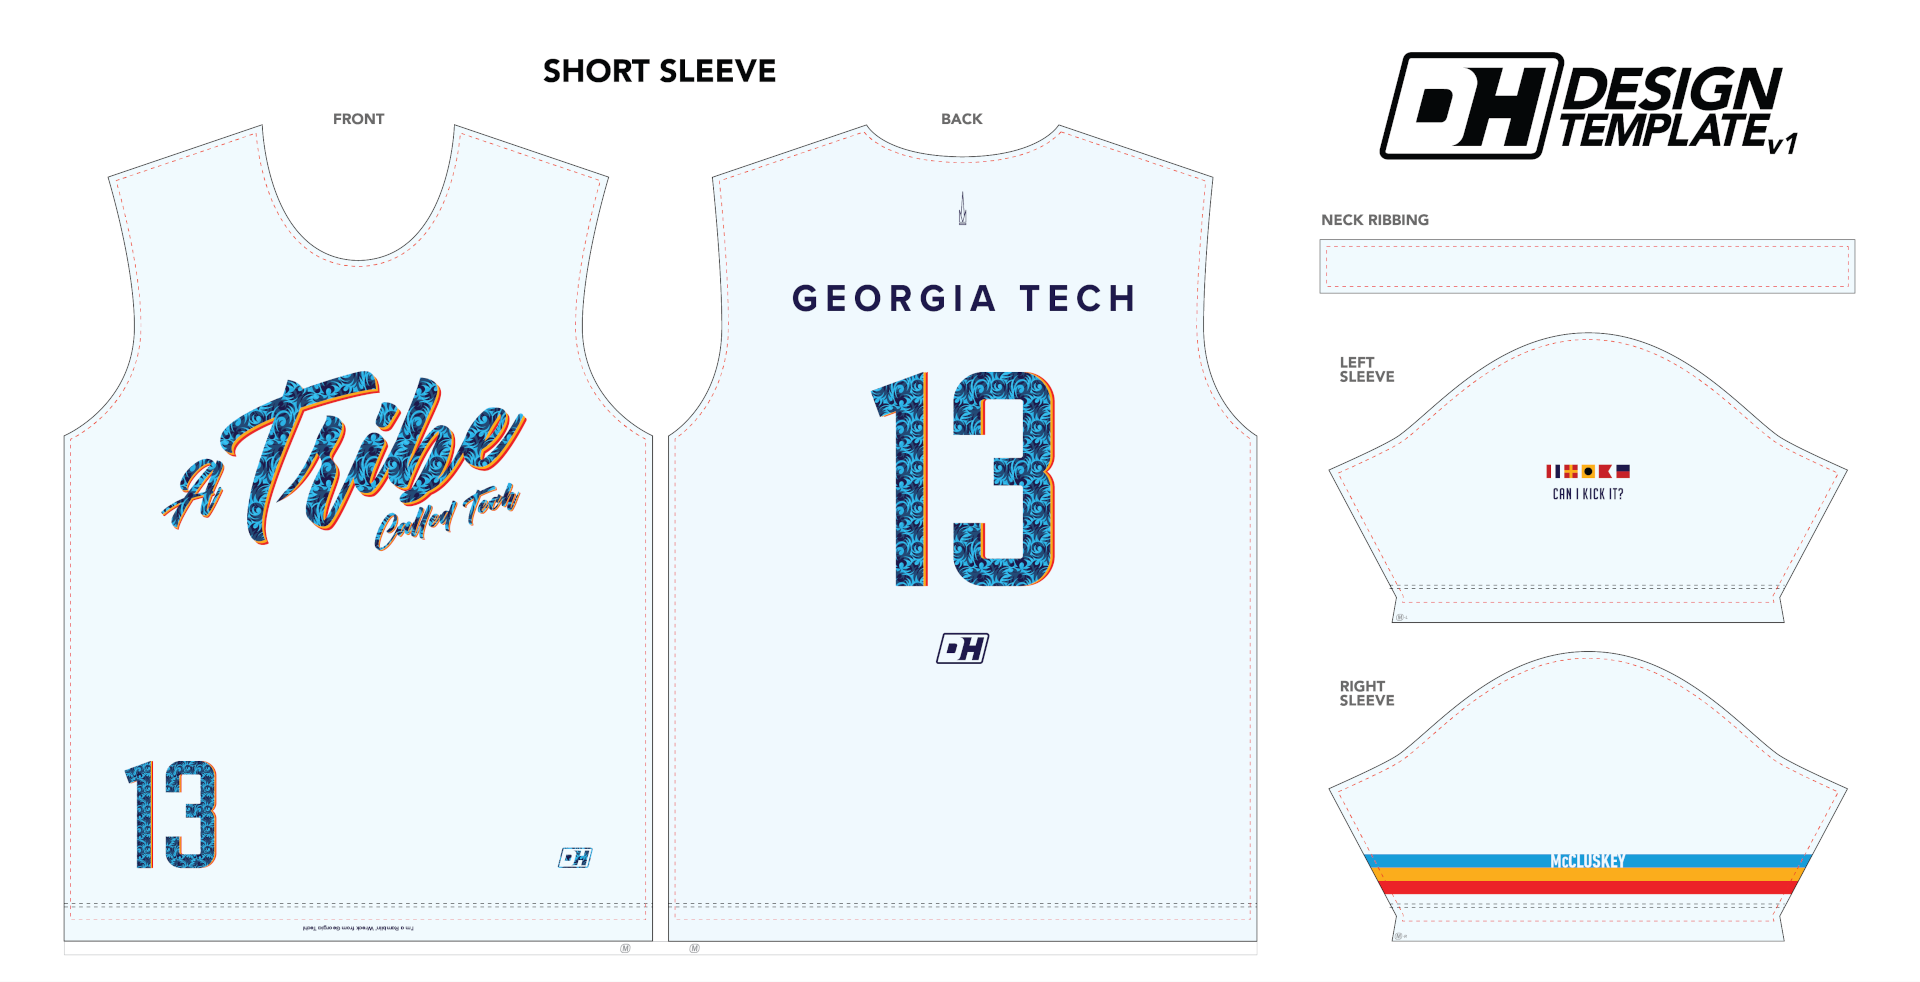 SHORT SLEEVE
FRONT
BACK
DH DESIGN
TEMPLATE v1
NECK RIBBING
GEORGIA TECH
LEFT
SLEEVE
A Tribe
Called Tech
13
CAN I KICK IT?
DH
M-L
RIGHT
SLEEVE
13
DH
McCLUSKEY
I'm a Ramblin' Wreck from Georgia Tech!
M
M
M-R